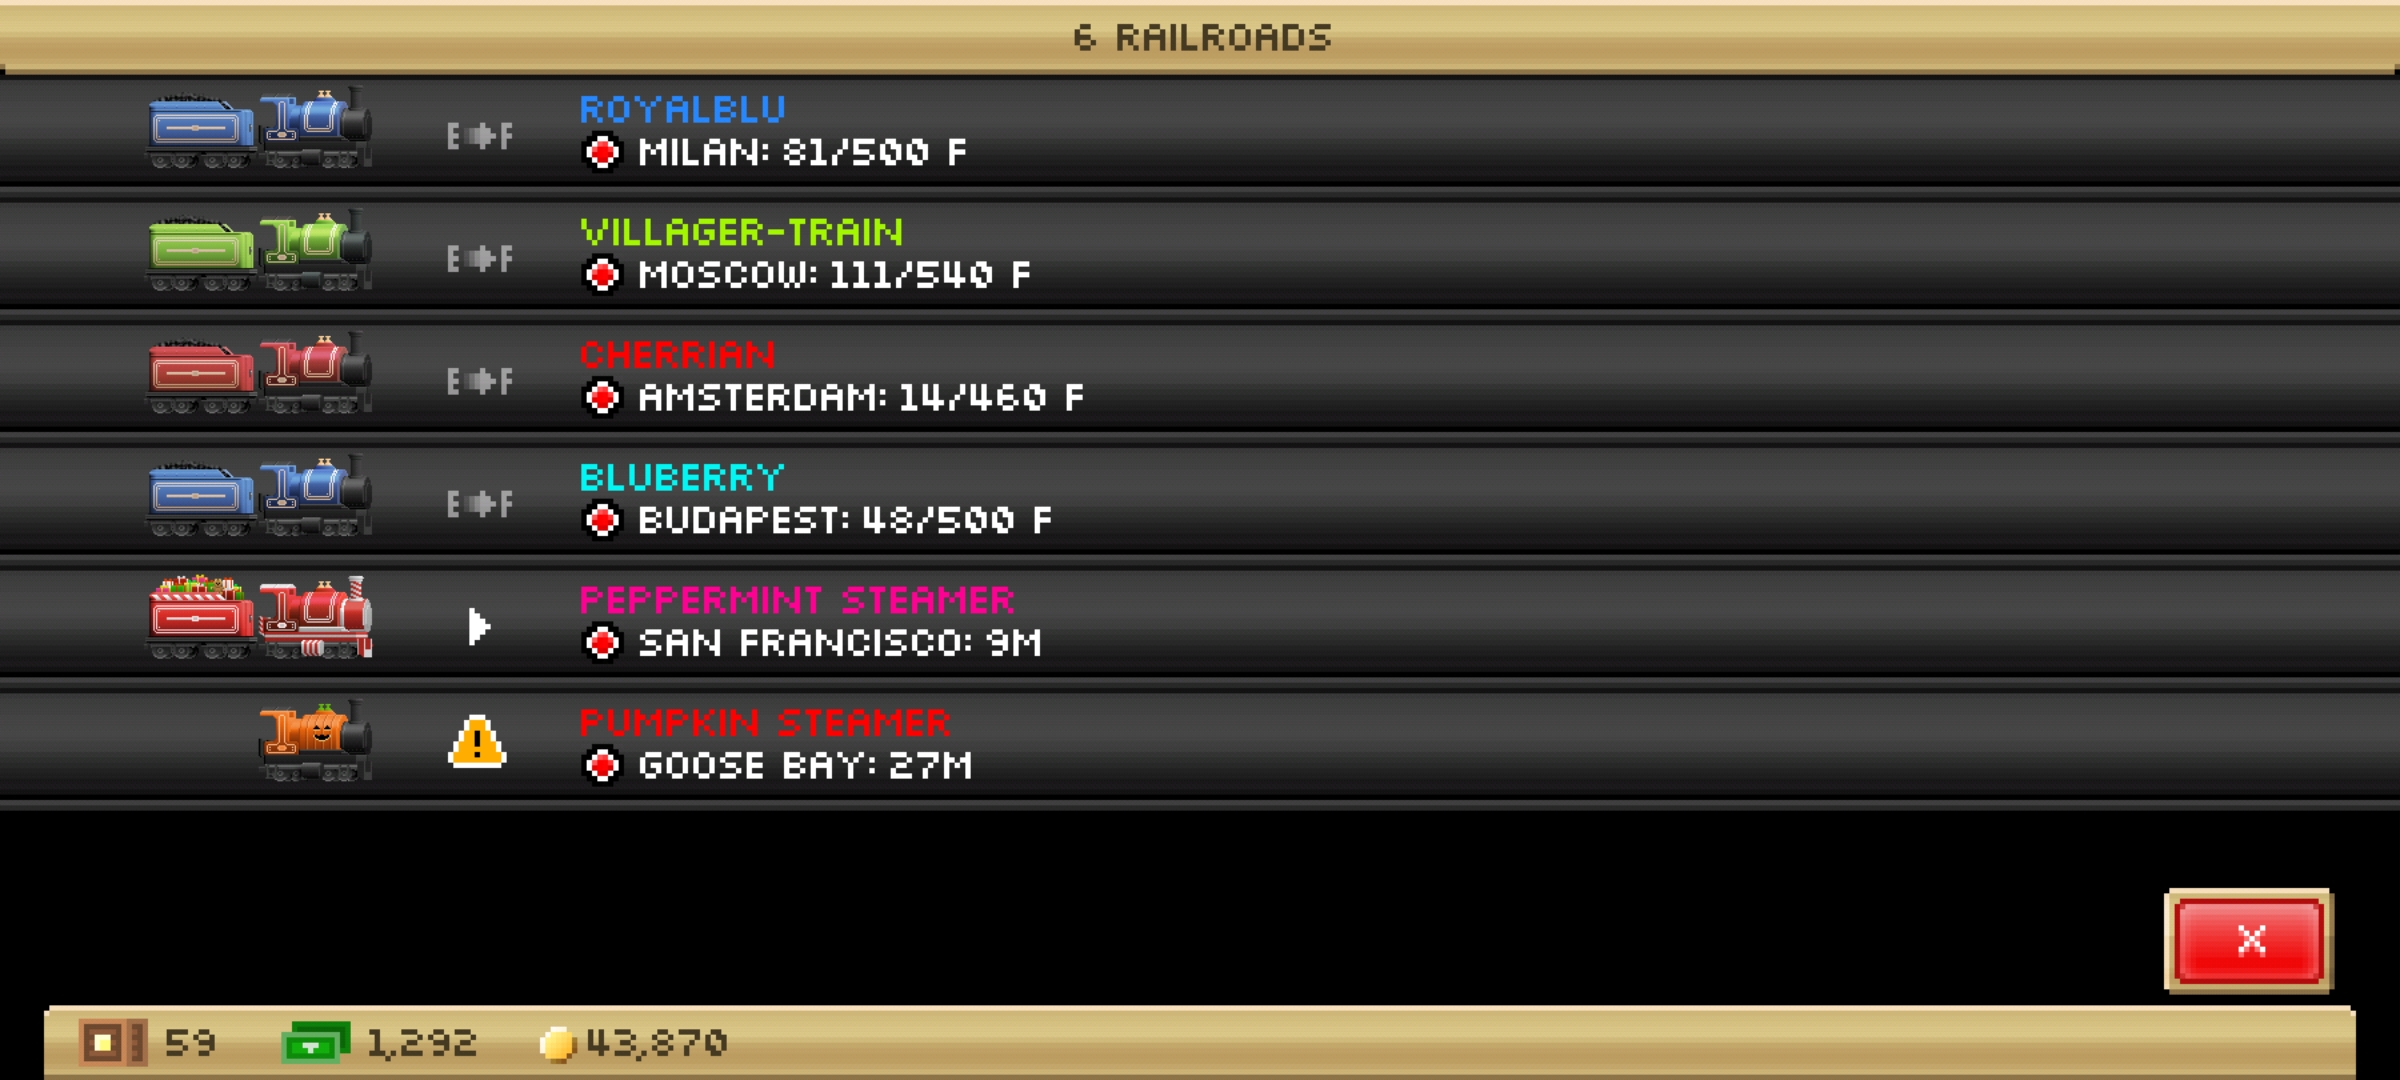 6 RAILROADS
ROYALBLU
E F
MILAN: 81/500 F
VILLAGER-TRAIN
E F
MOSCOW: 111/540 F
CHERRIAN
E F
AMSTERDAM: 14/460 F
BLUBERRY
E F
BUDAPEST: 48/500 F
PEPPERMINT STEAMER
SAN FRANCISCO: 9M
PUMPKIN STEAMER
!
GOOSE BAY: 27M
X
59 1,292 43,870